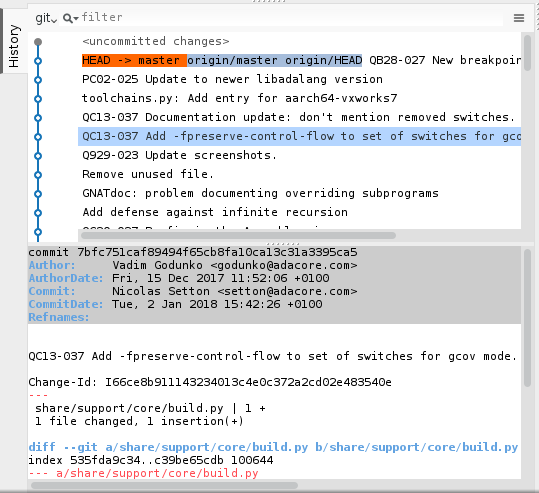 History
git
filter
<uncommitted changes>
HEAD -> master origin/master origin/HEAD QB28-027 New breakpoin
PC02-025 Update to newer libadalang version
toolchains.py: Add entry for aarch64-vxworks7
QC13-037 Documentation update: don't mention removed switches.
QC13-037 Add -fpreserve-control-flow to set of switches for gco
Q929-023 Update screenshots.
Remove unused file.
GNATdoc: problem documenting overriding subprograms
Add defense against infinite recursion
commit 7bfc751caf89494f65cb8fa10ca13c31a3395ca5
Author: Vadim Godunko <godunko@adacore.com>
AuthorDate: Fri, 15 Dec 2017 11:52:06 +0100
Commit: Nicolas Setton <setton@adacore.com>
CommitDate: Tue, 2 Jan 2018 15:42:26 +0100
Refnames:
QC13-037 Add -fpreserve-control-flow to set of switches for gcov mode.
Change-Id: I66ce8b911143234013c4e0c372a2cd02e483540e
---
share/support/core/build.py | 1 +
1 file changed, 1 insertion(+)
diff --git a/share/support/core/build.py b/share/support/core/build.py
index 535fda9c34..c39be65cdb 100644
--- a/share/support/core/build.py